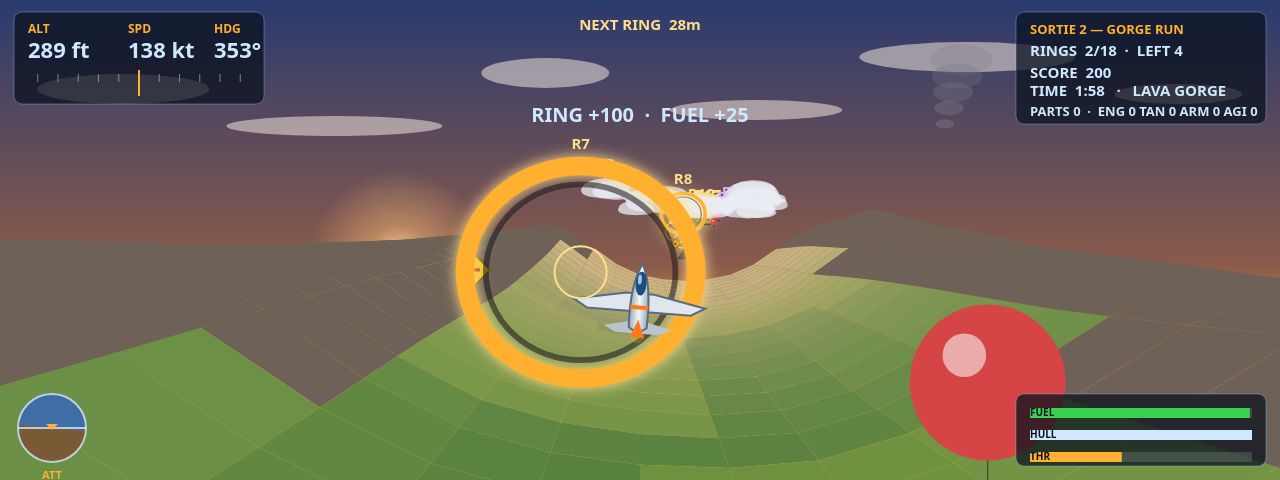 NEXT RING 28m
ALT SPD HDG
289 ft 138 kt 353°
SORTIE 2 — GORGE RUN
RINGS 2/18 · LEFT 4
SCORE 200
TIME 1:58 · LAVA GORGE
PARTS 0 · ENG 0 TAN 0 ARM 0 AGI 0
RING +100 · FUEL +25
R7
R8
FUEL
HULL
THR
ATT